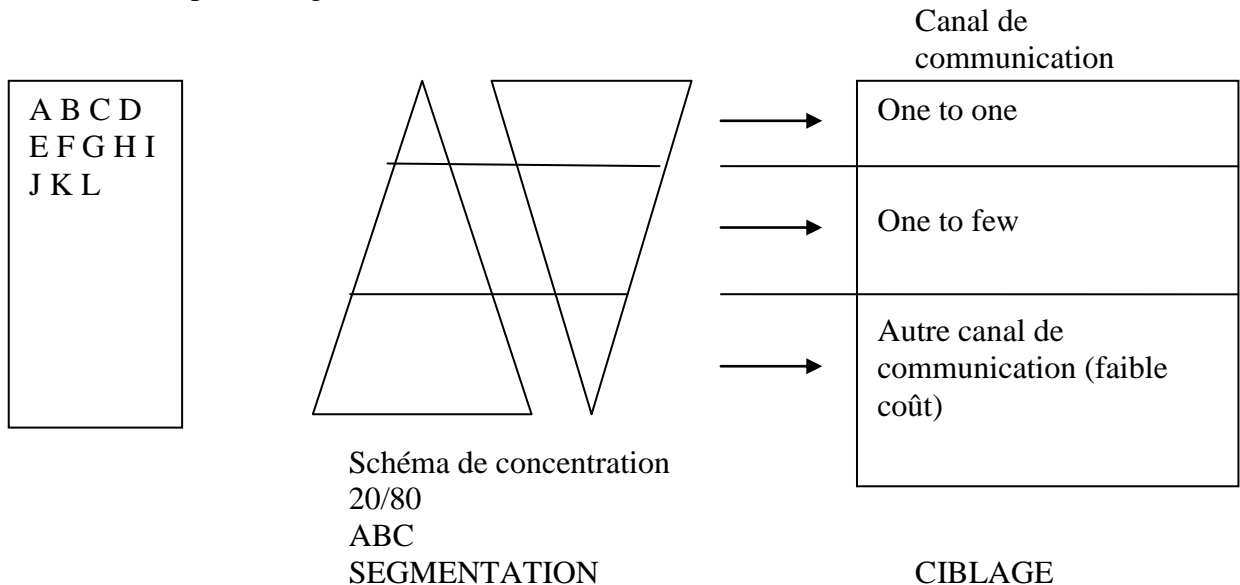 Canal de
communication
A B C D
E F G H I
J K L
One to one
One to few
Autre canal de
communication (faible
coût)
Schéma de concentration
20/80
ABC
SEGMENTATION
CIBLAGE